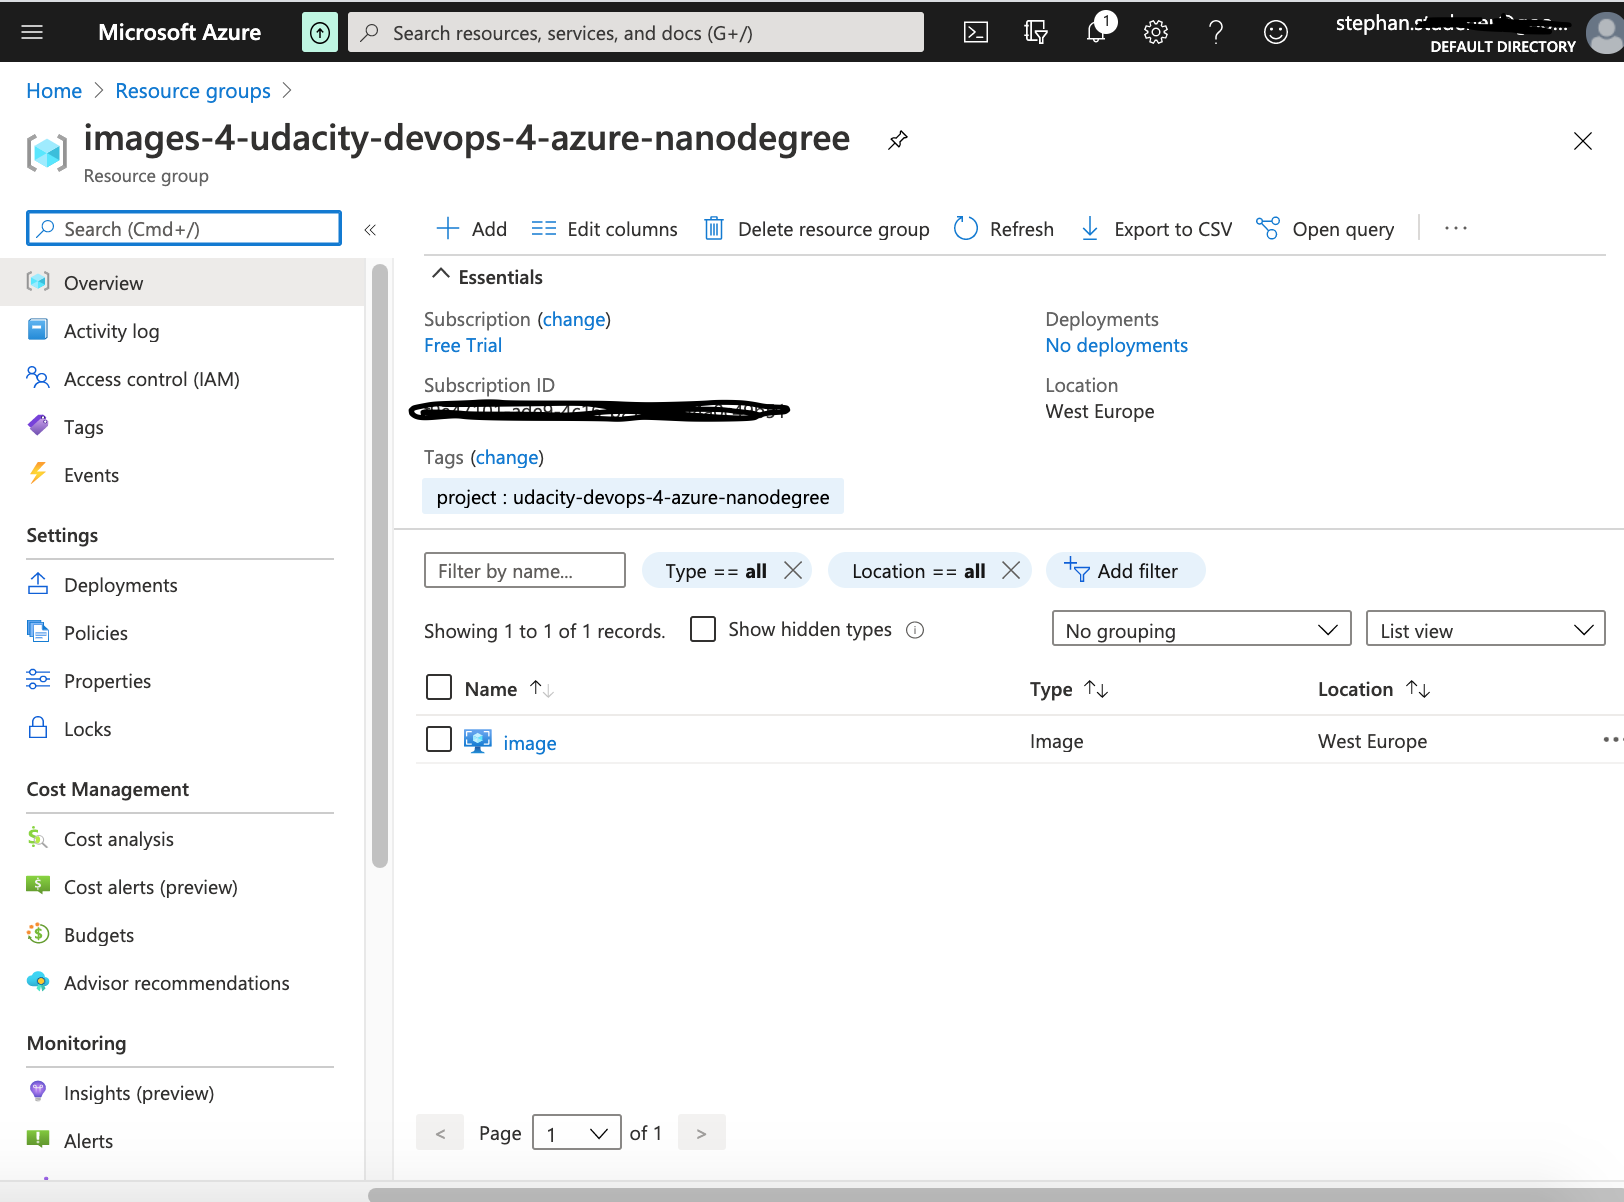 Microsoft Azure
Search resources, services, and docs (G+/)
1
DEFAULT DIRECTORY
Home > Resource groups >
images-4-udacity-devops-4-azure-nanodegree
Resource group
Search (Cmd+/)
«
Add
Edit columns
Delete resource group
Refresh
Export to CSV
Open query
...
Overview
Activity log
Access control (IAM)
Tags
Events
Settings
Deployments
Policies
Properties
Locks
Cost Management
Cost analysis
Cost alerts (preview)
Budgets
Advisor recommendations
Monitoring
Insights (preview)
Alerts
Essentials
Subscription (change)
Free Trial
Subscription ID
Deployments
No deployments
Location
West Europe
Tags (change)
project : udacity-devops-4-azure-nanodegree
Filter by name...
Type == all
Location == all
Add filter
Showing 1 to 1 of 1 records.
Show hidden types
No grouping
List view
Name
Type
Location
image
Image
West Europe
...
< Page 1 of 1 >